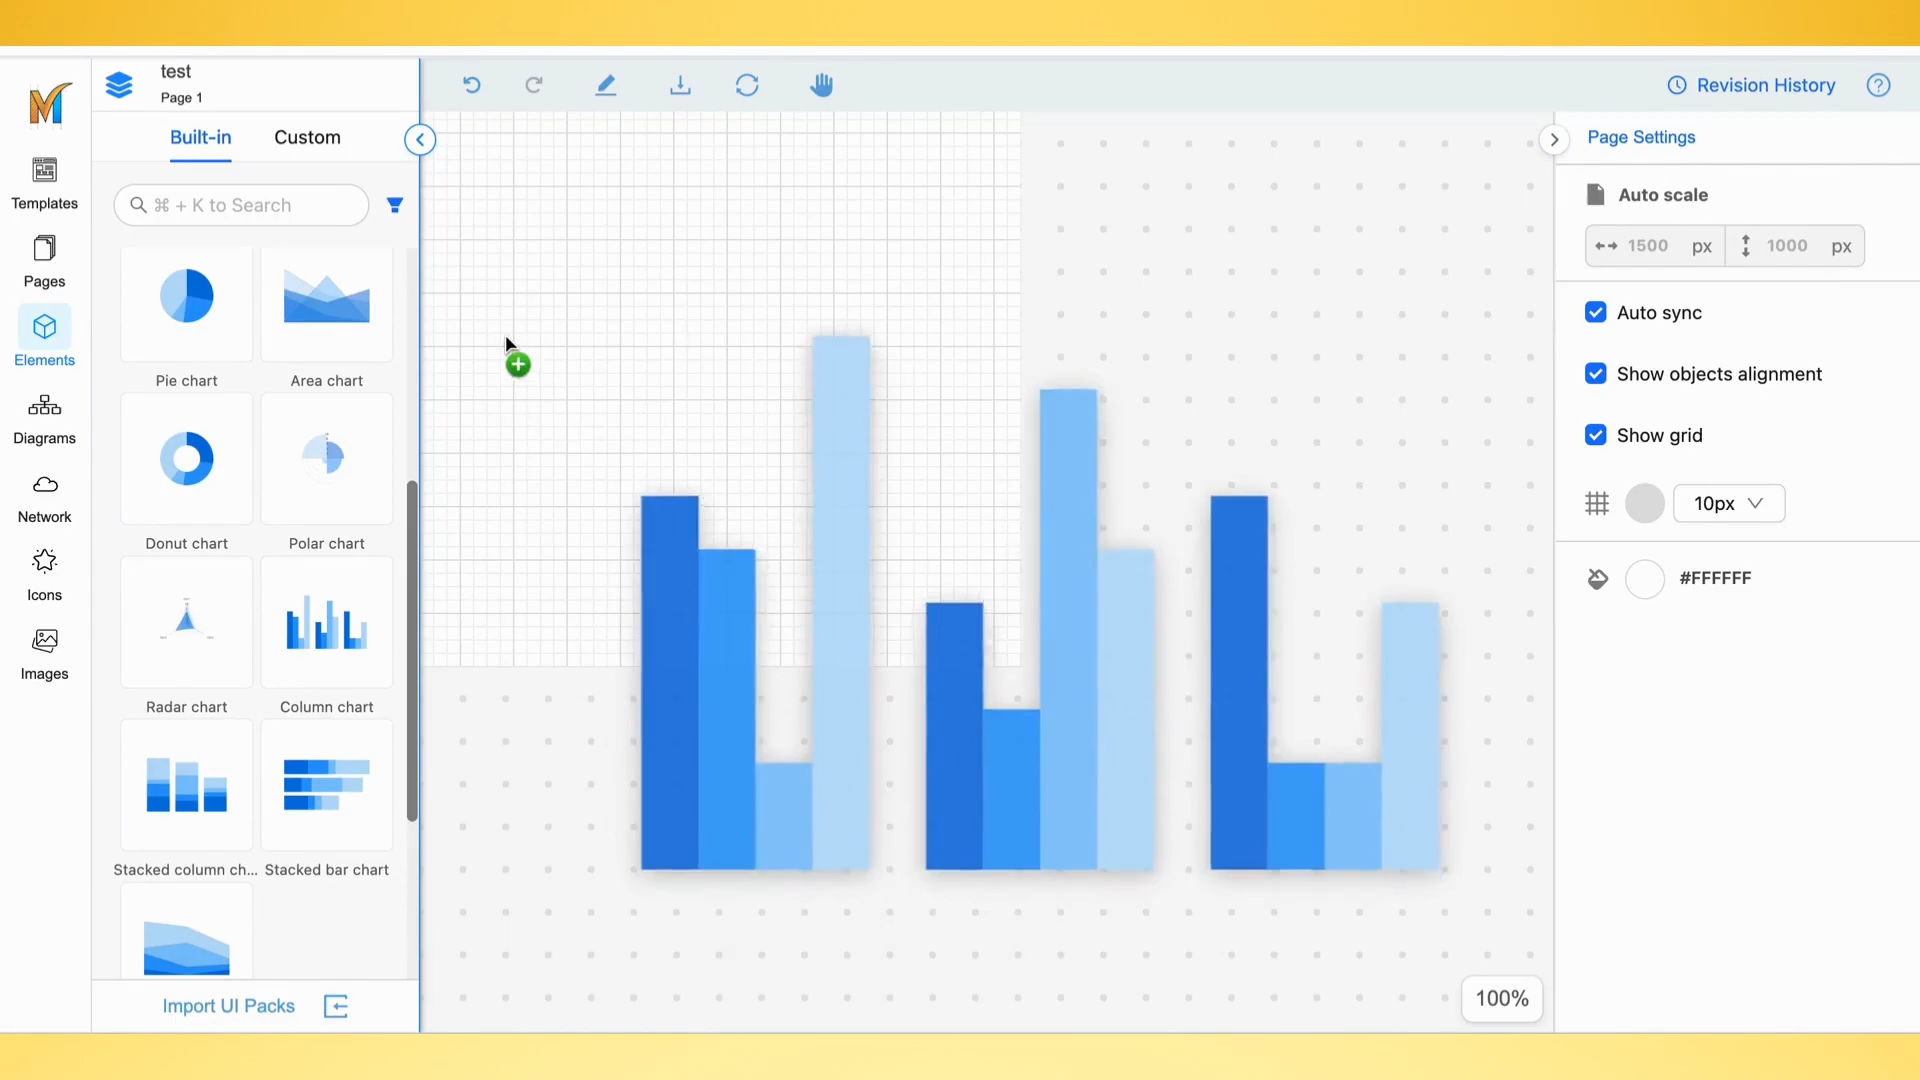 test
Page 1
Revision History
Built-in
Custom
Page Settings
⌘ + K to Search
Auto scale
1500 px
1000 px
Templates
Pages
Elements
Diagrams
Network
Icons
Images
Pie chart
Area chart
Donut chart
Polar chart
Radar chart
Column chart
Stacked column ch...
Stacked bar chart
Import UI Packs
Auto sync
Show objects alignment
Show grid
10px
#FFFFFF
100%